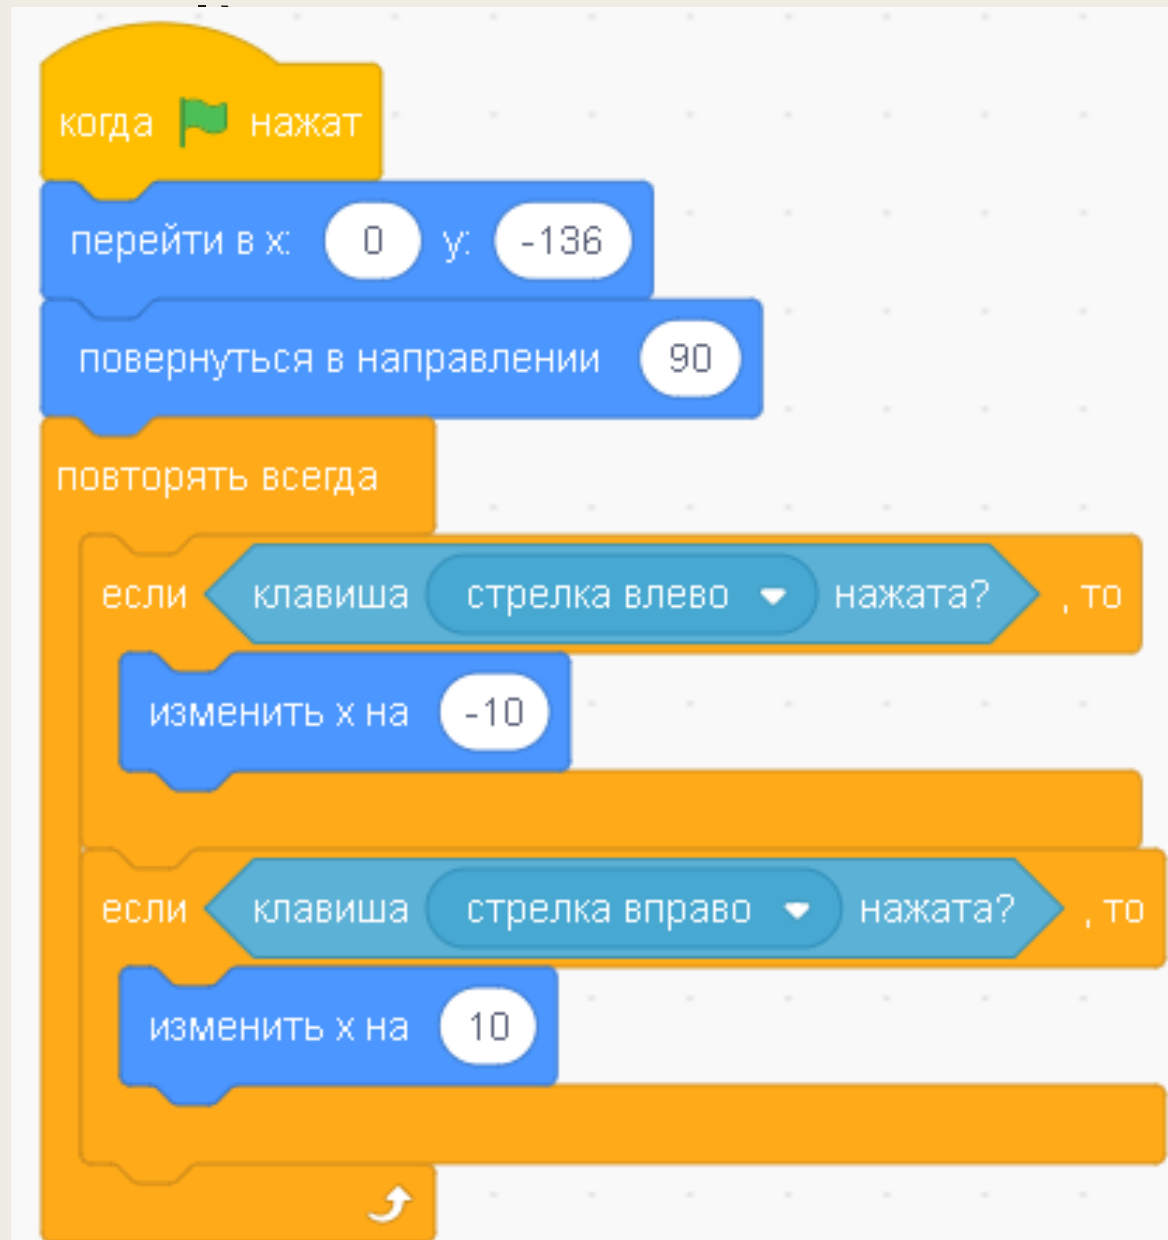 когда нажат
перейти в x: 0 y: -136
повернуться в направлении 90
повторять всегда
если клавиша стрелка влево нажата? , то
изменить x на -10
если клавиша стрелка вправо нажата? , то
изменить x на 10